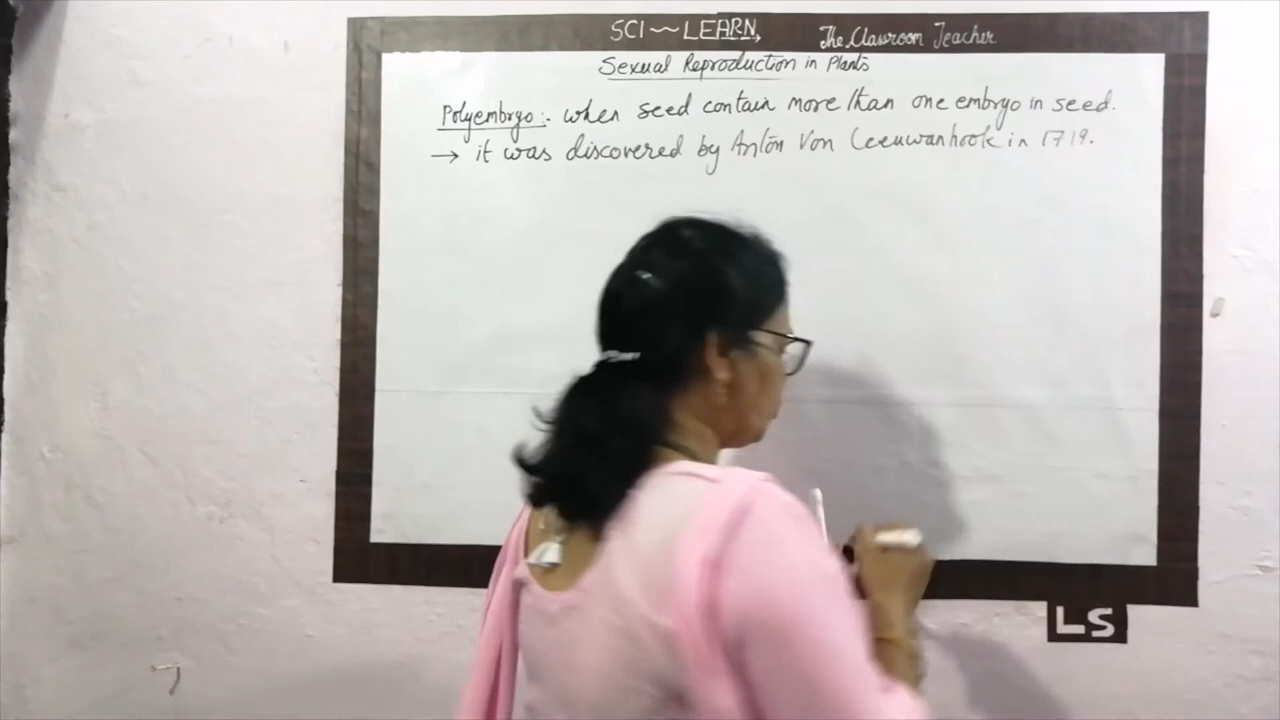 SCI~LEARN The Classroom Teacher
Sexual Reproduction in Plants
Polyembryo:- when seed contain more than one embryo in seed.
→ it was discovered by Anton Von Leeuwanhook in 1719.
LS